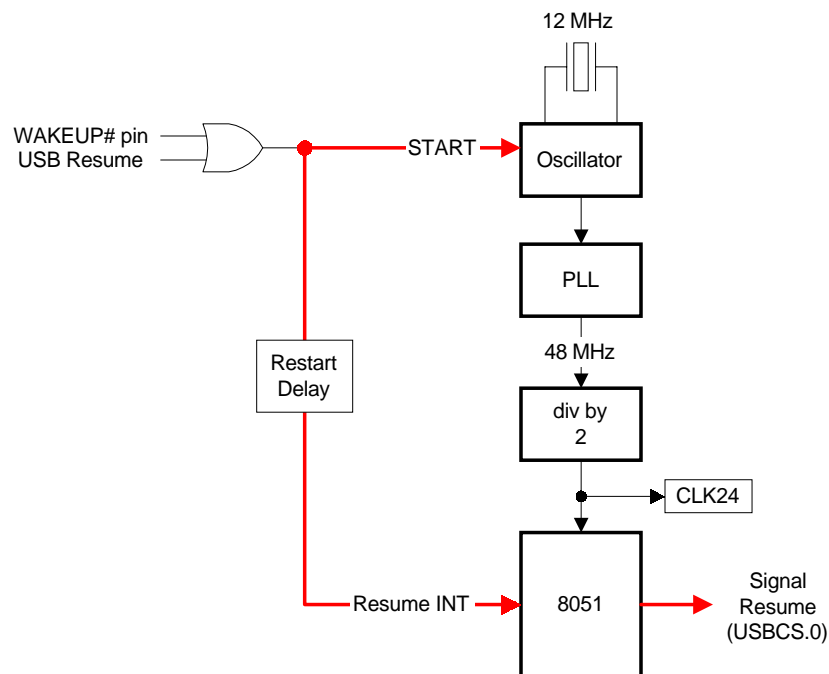 12 MHz
WAKEUP# pin
USB Resume
START
Oscillator
PLL
48 MHz
Restart
Delay
div by
2
CLK24
Resume INT
8051
Signal
Resume
(USBCS.0)